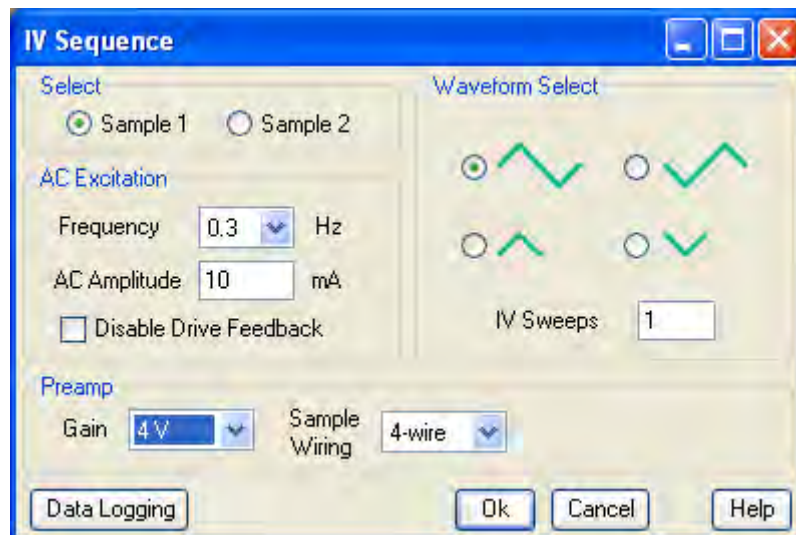 IV Sequence
Select
Sample 1 Sample 2
AC Excitation
Frequency 0.3 Hz
AC Amplitude 10 mA
Disable Drive Feedback
Waveform Select
IV Sweeps 1
Preamp
Gain 4 V Sample Wiring 4-wire
Data Logging Ok Cancel Help